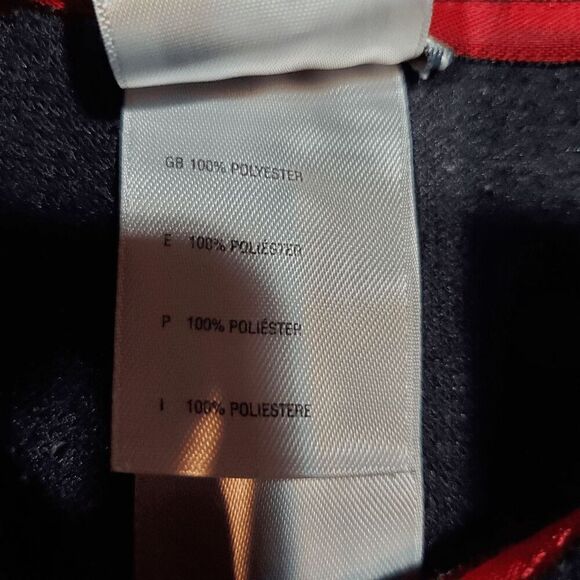 GB 100% POLYESTER
E 100% POLIÉSTER
P 100% POLIÉSTER
I 100% POLIESTERE